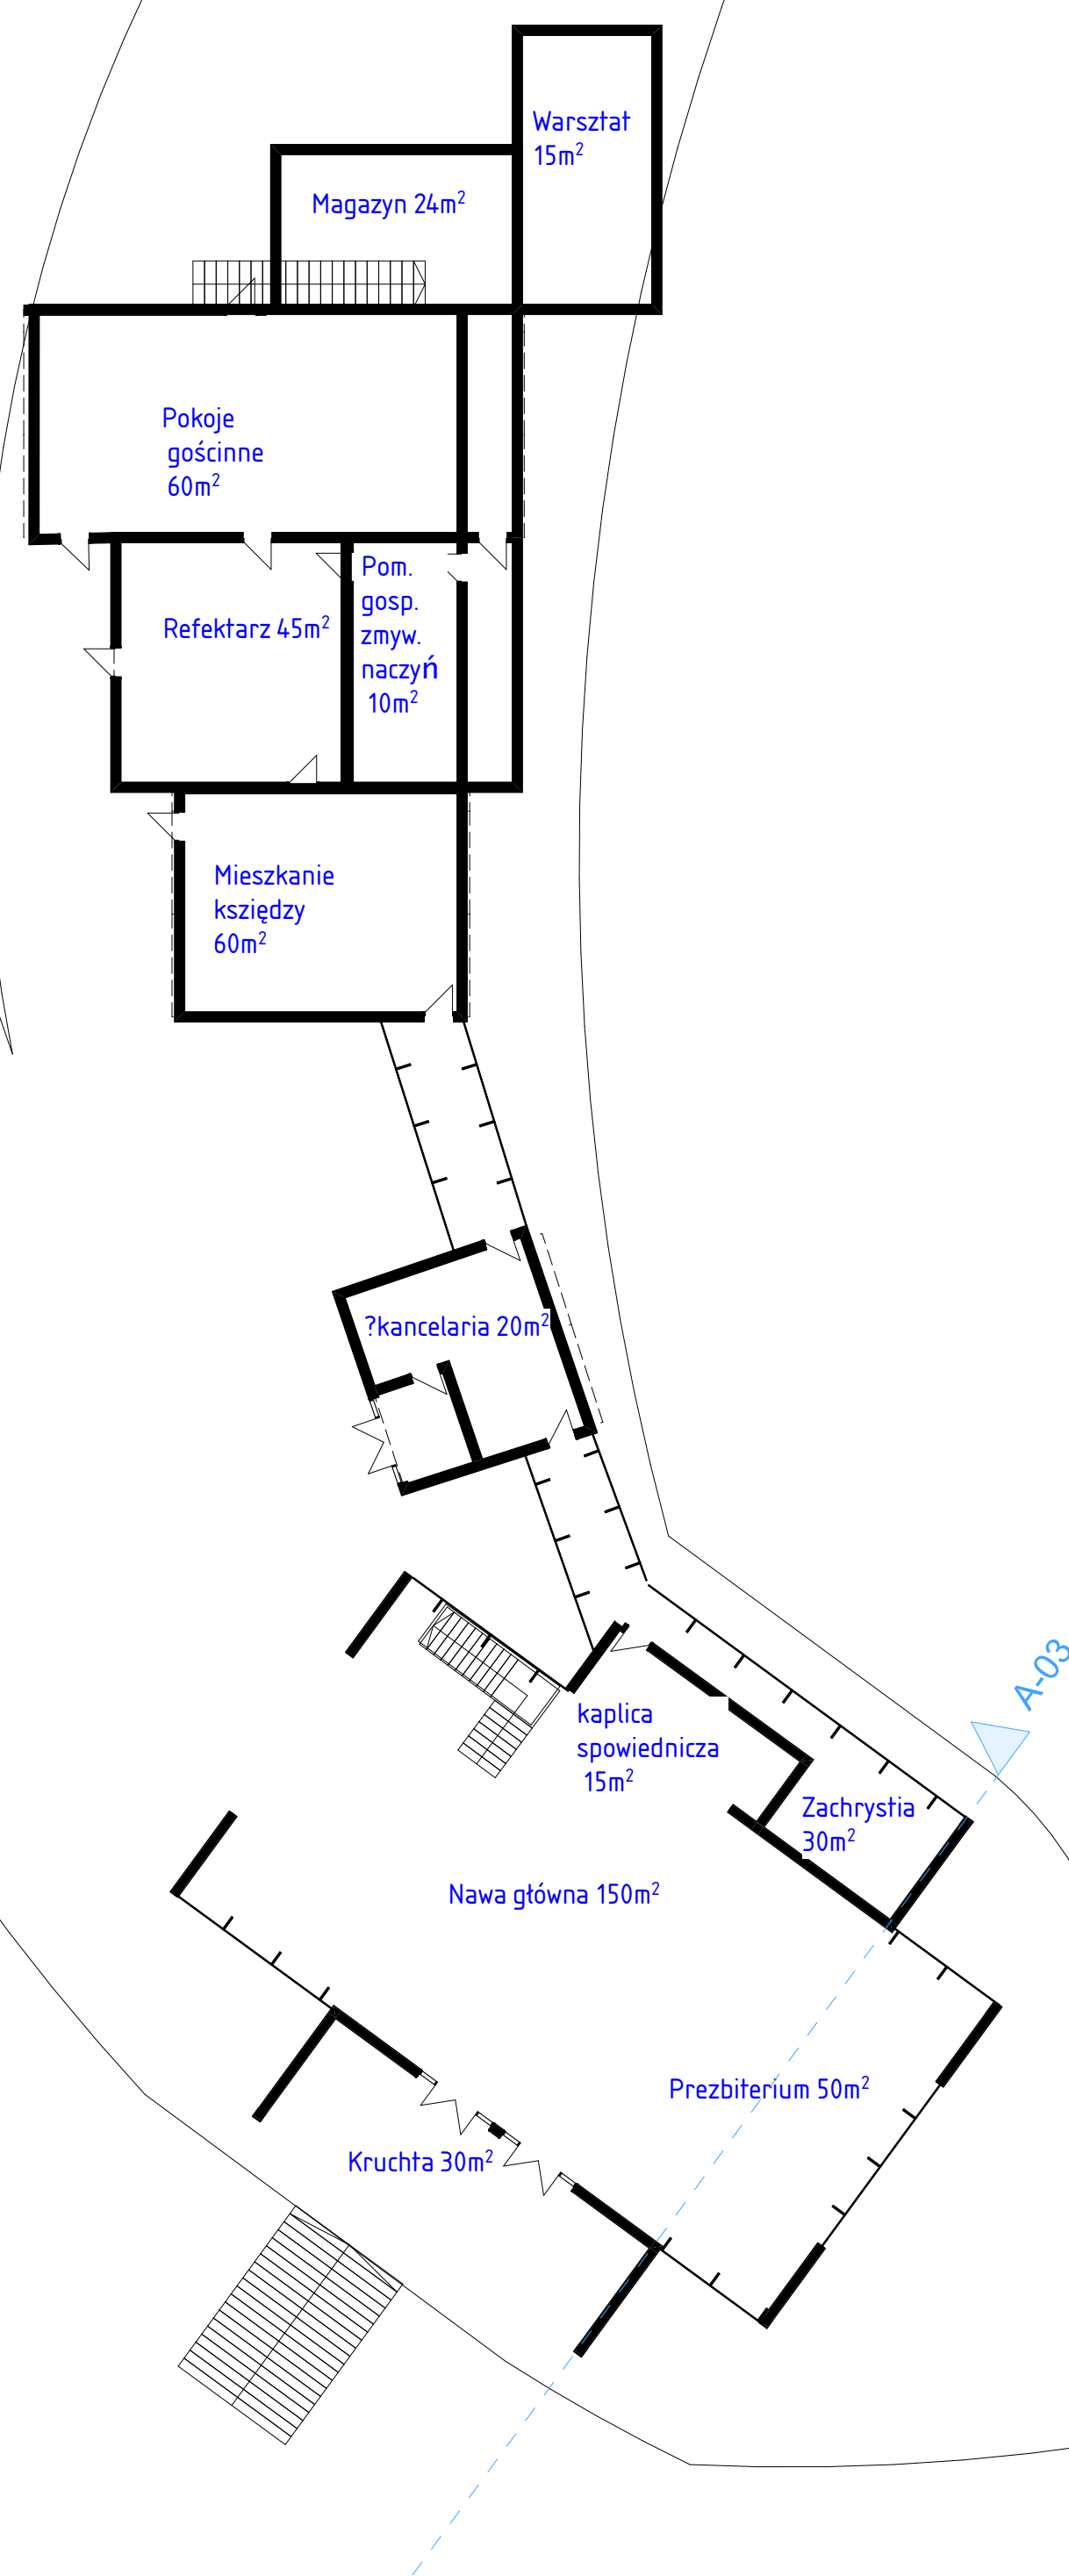 Warsztat
15m²
Magazyn 24m²
Pokoje
gościnne
60m²
Pom.
gosp.
zmyw.
naczyń
10m²
Refektarz 45m²
Mieszkanie
ksziędzy
60m²
?kancelaria 20m²
A-03
kaplica
spowiednicza
15m²
Zachrystia
30m²
Nawa główna 150m²
Prezbiterium 50m²
Kruchta 30m²